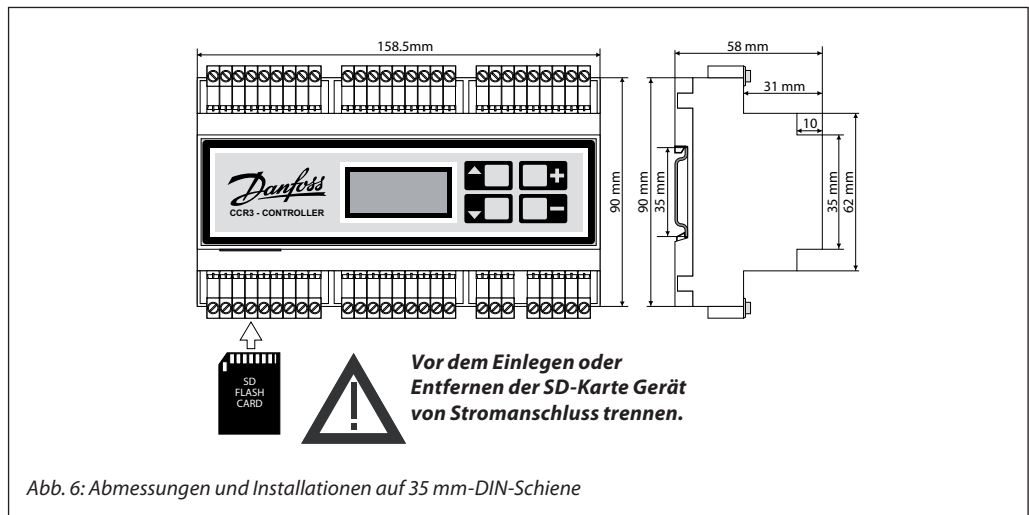 158.5mm
58 mm
31 mm
10
90 mm
90 mm
35 mm
35 mm
62 mm
Danfoss
CCR3 - CONTROLLER
+
−
SD
FLASH
CARD
!
Vor dem Einlegen oder
Entfernen der SD-Karte Gerät
von Stromanschluss trennen.
Abb. 6: Abmessungen und Installationen auf 35 mm-DIN-Schiene